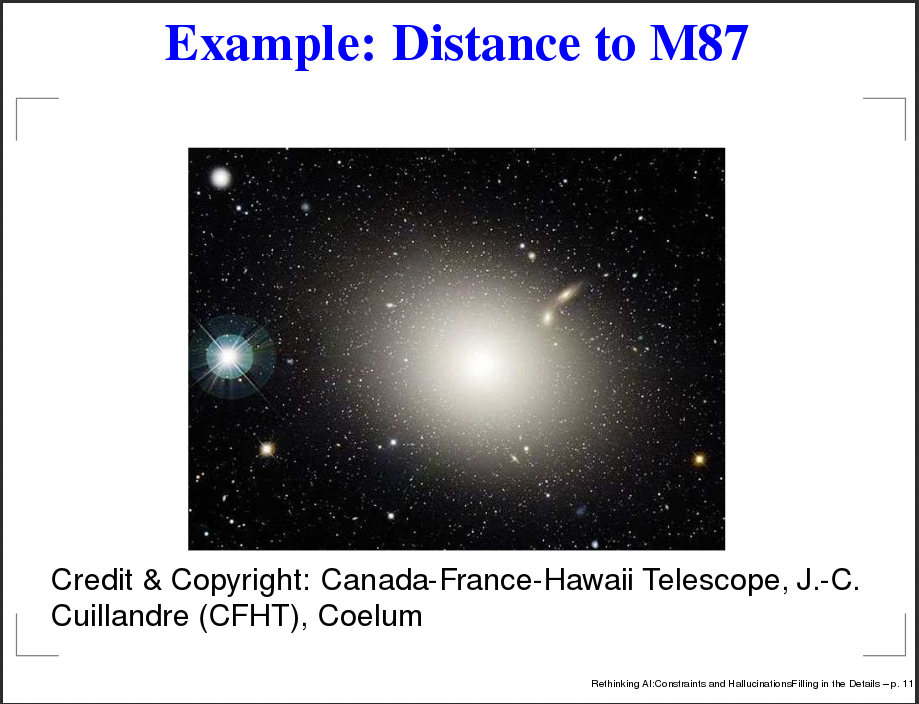 Example: Distance to M87
Credit & Copyright: Canada-France-Hawaii Telescope, J.-C.
Cuillandre (CFHT), Coelum
Rethinking AI:Constraints and HallucinationsFilling in the Details – p. 11